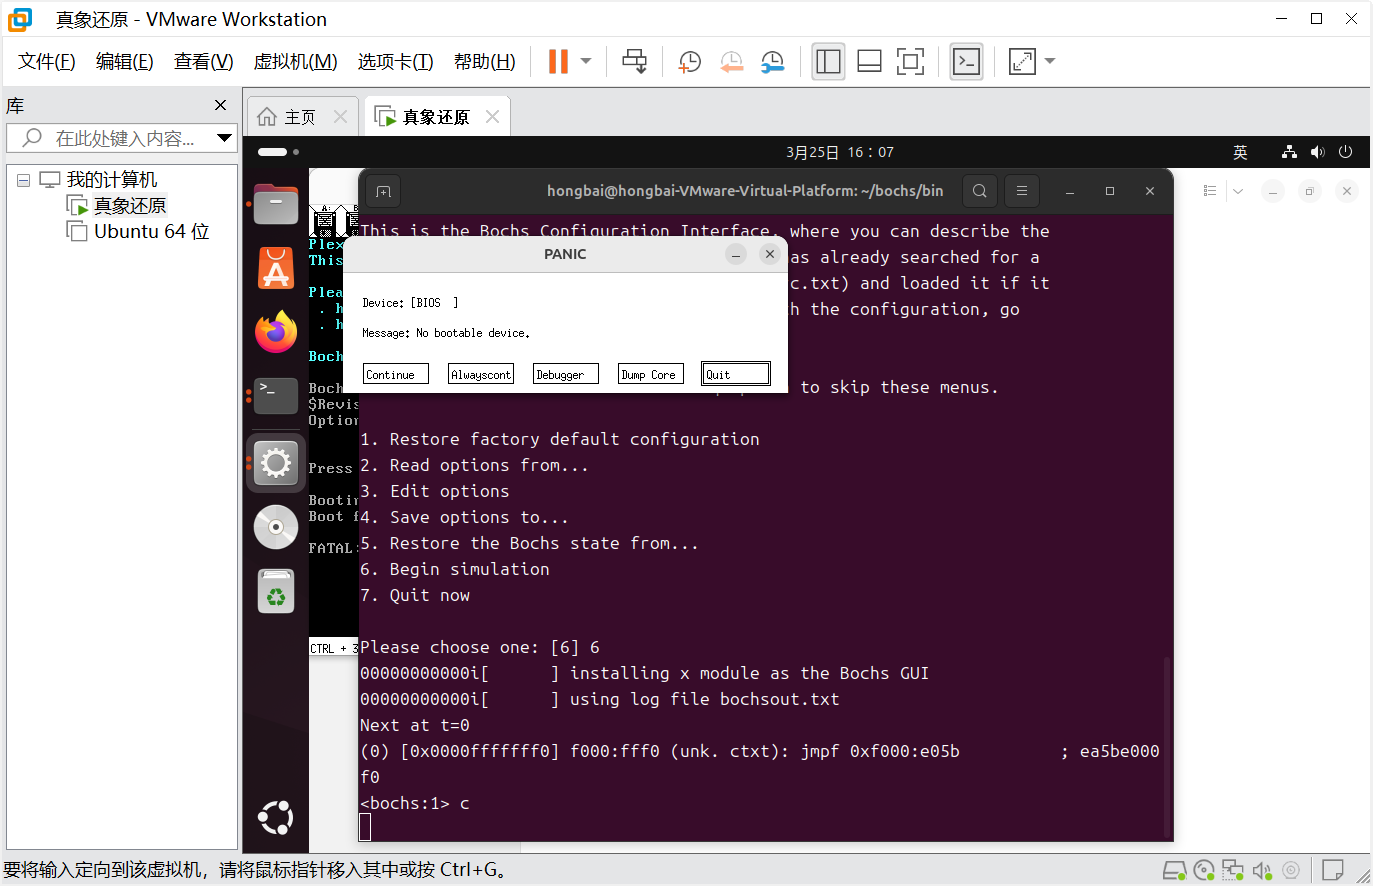 真象还原 - VMware Workstation
文件(F) 编辑(E) 查看(V) 虚拟机(M) 选项卡(T) 帮助(H)
库
在此处键入内容...
我的计算机
真象还原
Ubuntu 64 位
主页
真象还原
3月25日 16：07
英
hongbai@hongbai-VMware-Virtual-Platform: ~/bochs/bin
A:
Plex
This
Plea
. h
. h
Boch
Boch
$Revis
Option
Press
Bootin
Boot f
FATAL:
CTRL + 3
This is the Bochs Configuration Interface, where you can describe the
as already searched for a
c.txt) and loaded it if it
h the configuration, go
to skip these menus.
1. Restore factory default configuration
2. Read options from...
3. Edit options
4. Save options to...
5. Restore the Bochs state from...
6. Begin simulation
7. Quit now
Please choose one: [6] 6
00000000000i[      ] installing x module as the Bochs GUI
00000000000i[      ] using log file bochsout.txt
Next at t=0
(0) [0x0000fffffff0] f000:fff0 (unk. ctxt): jmpf 0xf000:e05b          ; ea5be000
f0
<bochs:1> c
PANIC
Device: [BIOS  ]
Message: No bootable device.
Continue
Alwayscont
Debugger
Dump Core
Quit
要将输入定向到该虚拟机，请将鼠标指针移入其中或按 Ctrl+G。